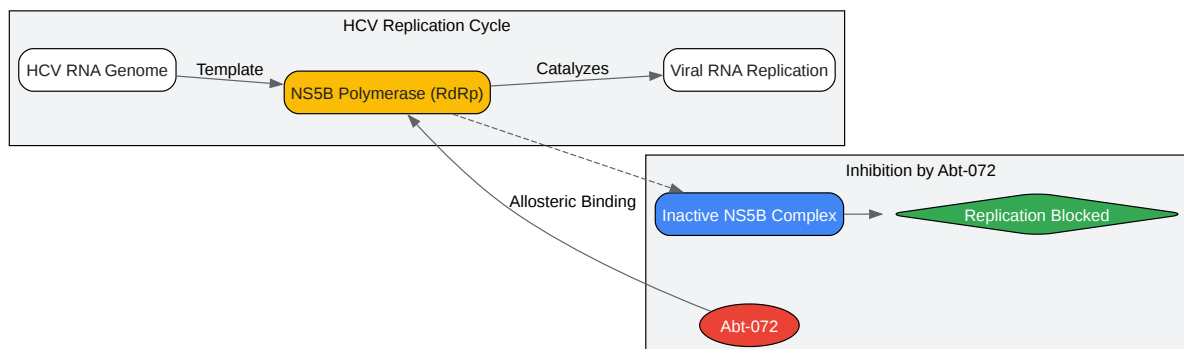 HCV Replication Cycle
HCV RNA Genome
Template
NS5B Polymerase (RdRp)
Catalyzes
Viral RNA Replication
Inhibition by Abt-072
Allosteric Binding
Inactive NS5B Complex
Replication Blocked
Abt-072